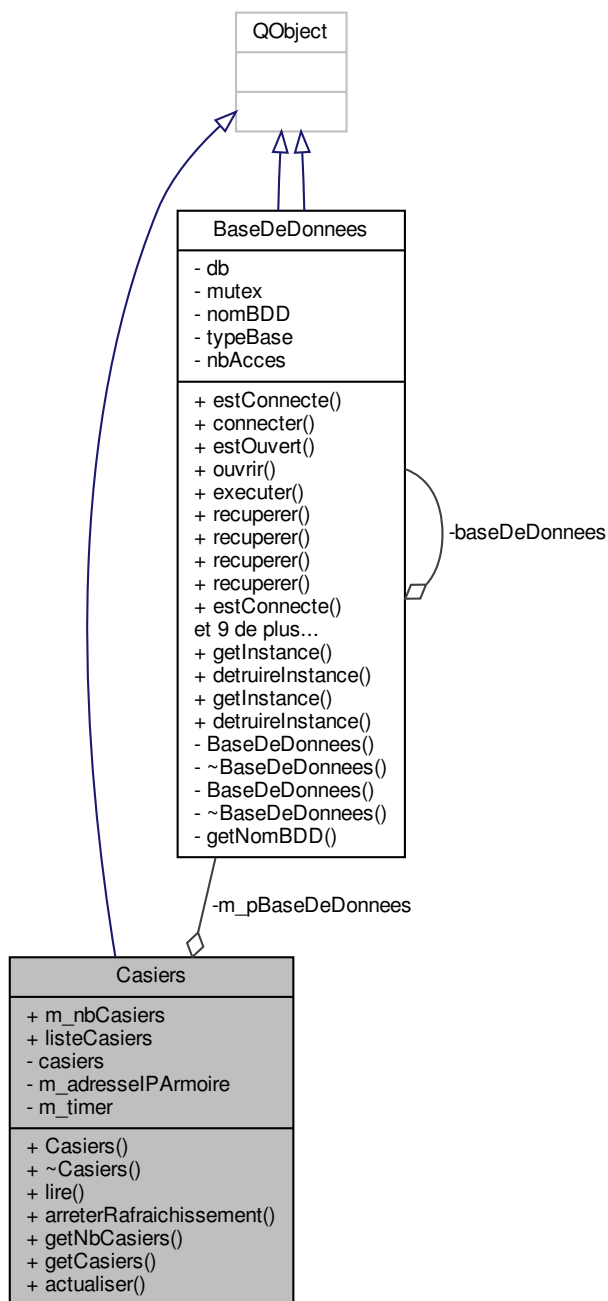 QObject
BaseDeDonnees
- db
- mutex
- nomBDD
- typeBase
- nbAcces
+ estConnecte()
+ connecter()
+ estOuvert()
+ ouvrir()
+ executer()
+ recuperer()
+ recuperer()
+ recuperer()
+ recuperer()
+ estConnecte()
et 9 de plus...
+ getInstance()
+ detruireInstance()
+ getInstance()
+ detruireInstance()
- BaseDeDonnees()
- ~BaseDeDonnees()
- BaseDeDonnees()
- ~BaseDeDonnees()
- getNomBDD()
-baseDeDonnees
-m_pBaseDeDonnees
Casiers
+ m_nbCasiers
+ listeCasiers
- casiers
- m_adresseIPArmoire
- m_timer
+ Casiers()
+ ~Casiers()
+ lire()
+ arreterRafraichissement()
+ getNbCasiers()
+ getCasiers()
+ actualiser()